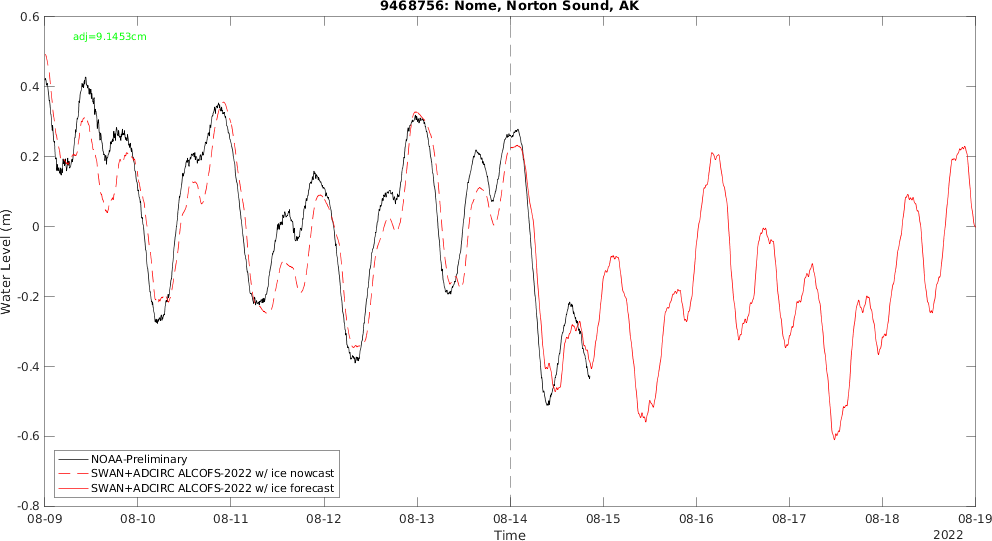 9468756: Nome, Norton Sound, AK
adj=9.1453cm
0.6
0.4
0.2
0
-0.2
-0.4
-0.6
-0.8
Water Level (m)
NOAA-Preliminary
SWAN+ADCIRC ALCOFS-2022 w/ ice nowcast
SWAN+ADCIRC ALCOFS-2022 w/ ice forecast
08-09 08-10 08-11 08-12 08-13 08-14 08-15 08-16 08-17 08-18 08-19
Time
2022